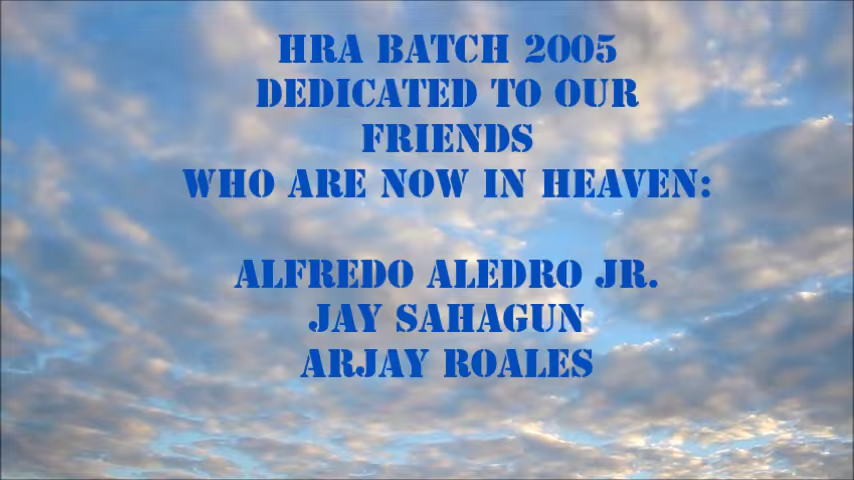 HRA BATCH 2005
DEDICATED TO OUR
FRIENDS
WHO ARE NOW IN HEAVEN:
ALFREDO ALEDRO JR.
JAY SAHAGUN
ARJAY ROALES